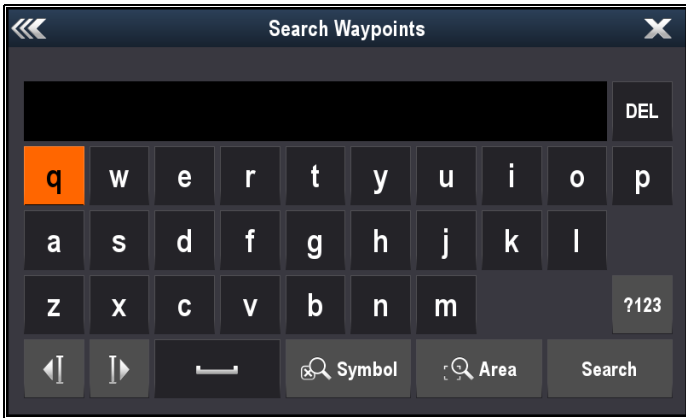 Search Waypoints
DEL
q w e r t y u i o p
a s d f g h j k l
z x c v b n m ?123
Symbol Area Search